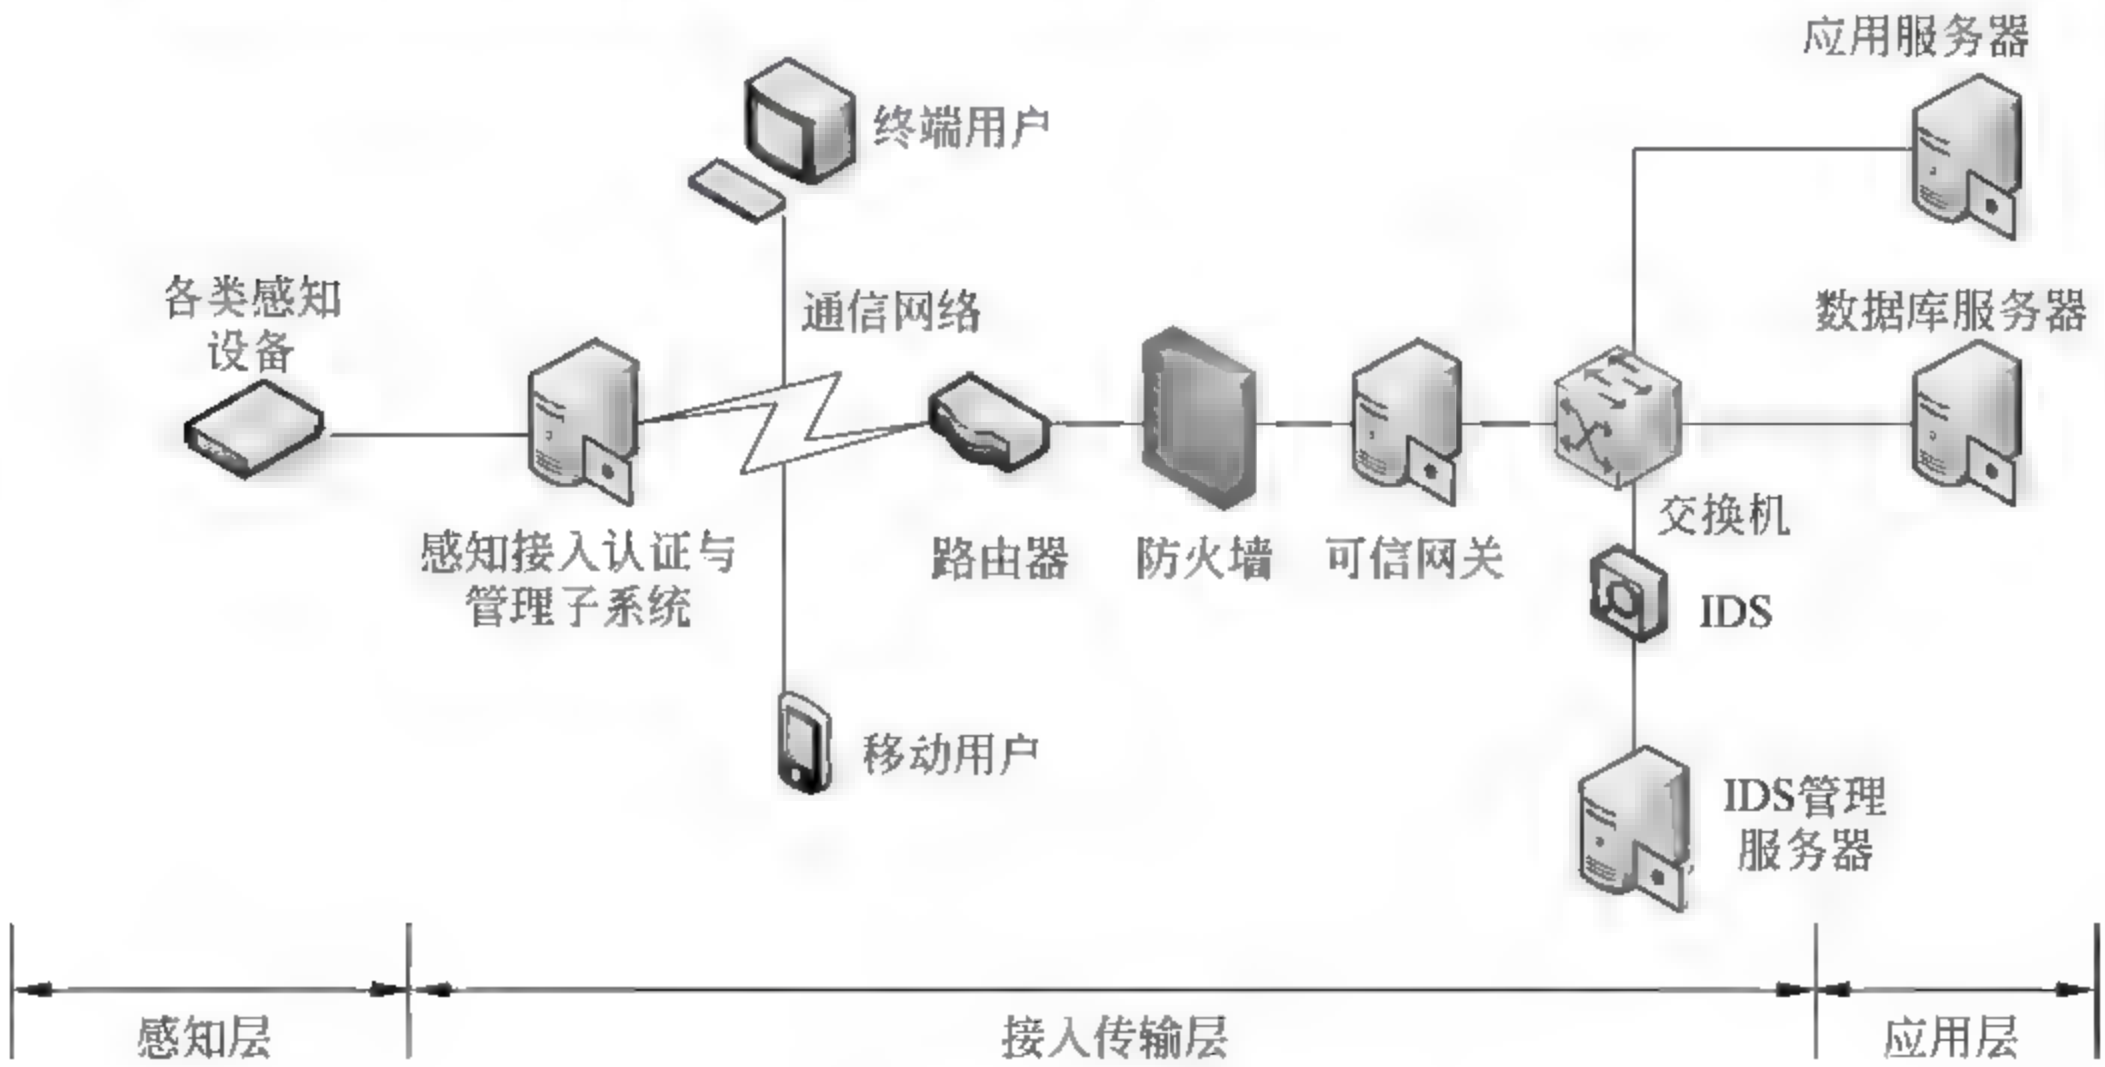 应用服务器
终端用户
各类感知
设备
通信网络
数据库服务器
感知接入认证与
管理子系统
路由器
防火墙
可信网关
交换机
IDS
移动用户
IDS管理
服务器
感知层
接入传输层
应用层